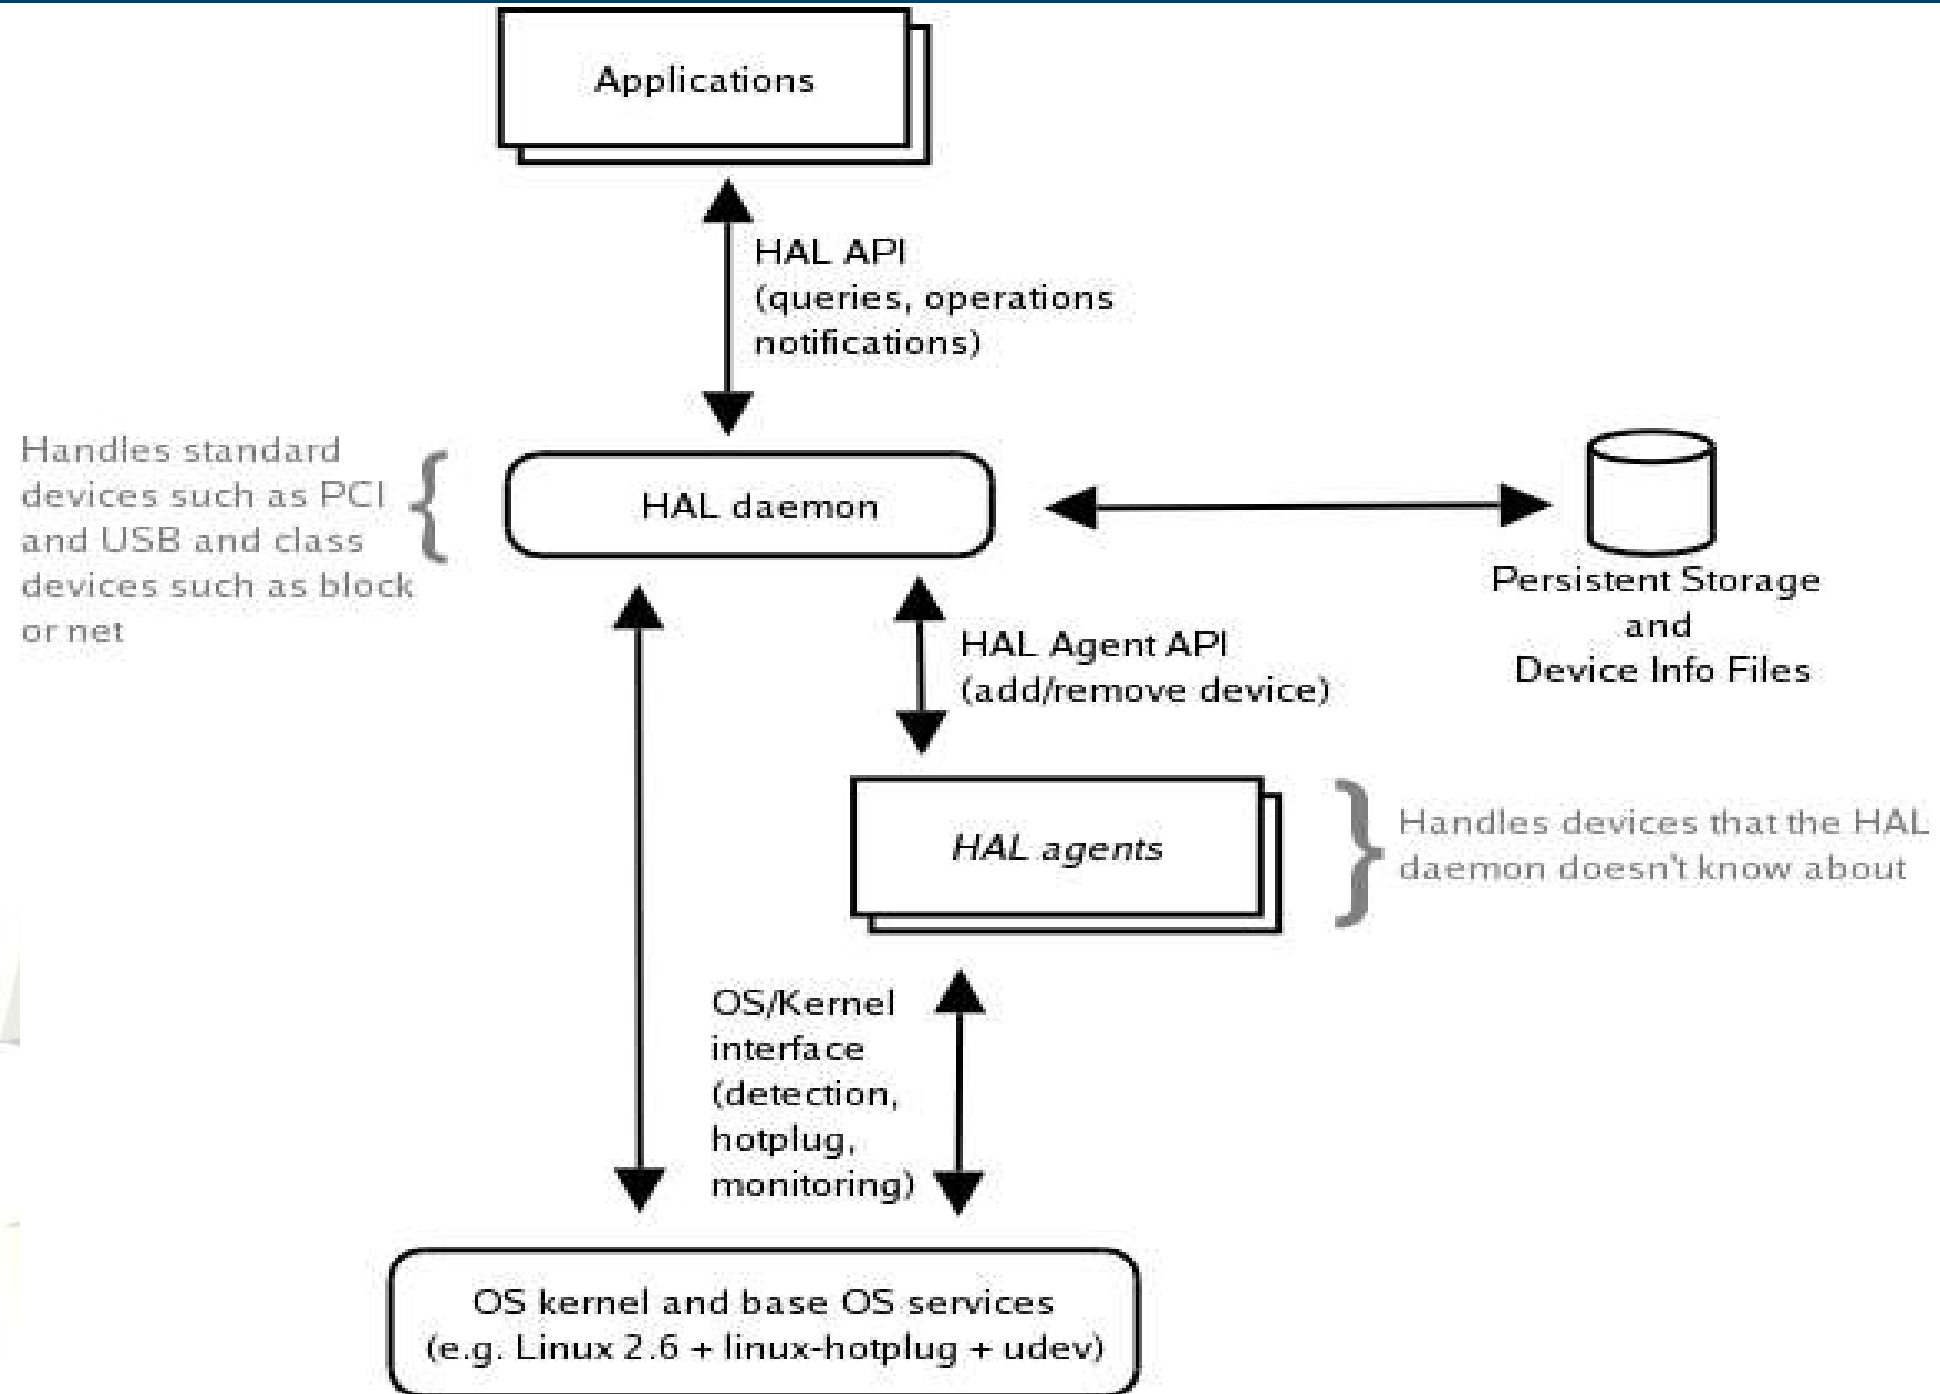 Applications
HAL API
(queries, operations
notifications)
Handles standard
devices such as PCI
and USB and class
devices such as block
or net
HAL daemon
Persistent Storage
and
Device Info Files
HAL Agent API
(add/remove device)
HAL agents
Handles devices that the HAL
daemon doesn't know about
OS/Kernel
interface
(detection,
hotplug,
monitoring)
OS kernel and base OS services
(e.g. Linux 2.6 + linux-hotplug + udev)